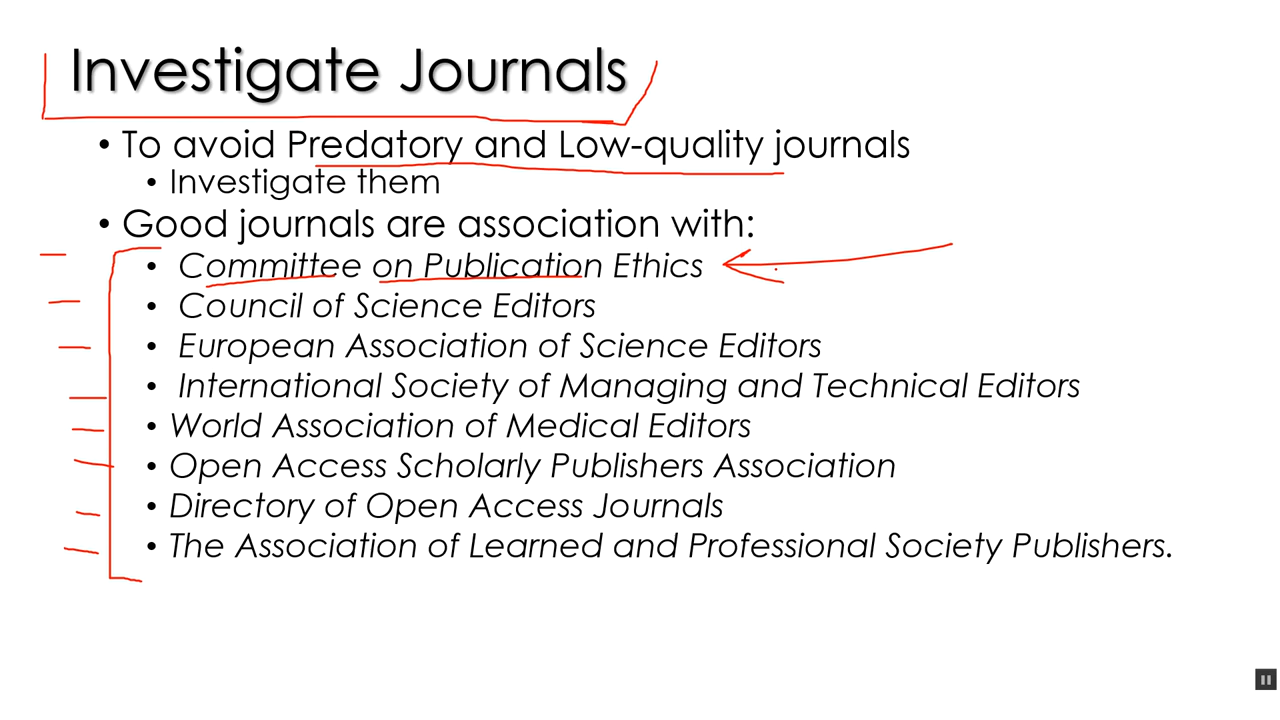 Investigate Journals
• To avoid Predatory and Low-quality journals
• Investigate them
• Good journals are association with:
• Committee on Publication Ethics
• Council of Science Editors
• European Association of Science Editors
• International Society of Managing and Technical Editors
• World Association of Medical Editors
• Open Access Scholarly Publishers Association
• Directory of Open Access Journals
• The Association of Learned and Professional Society Publishers.